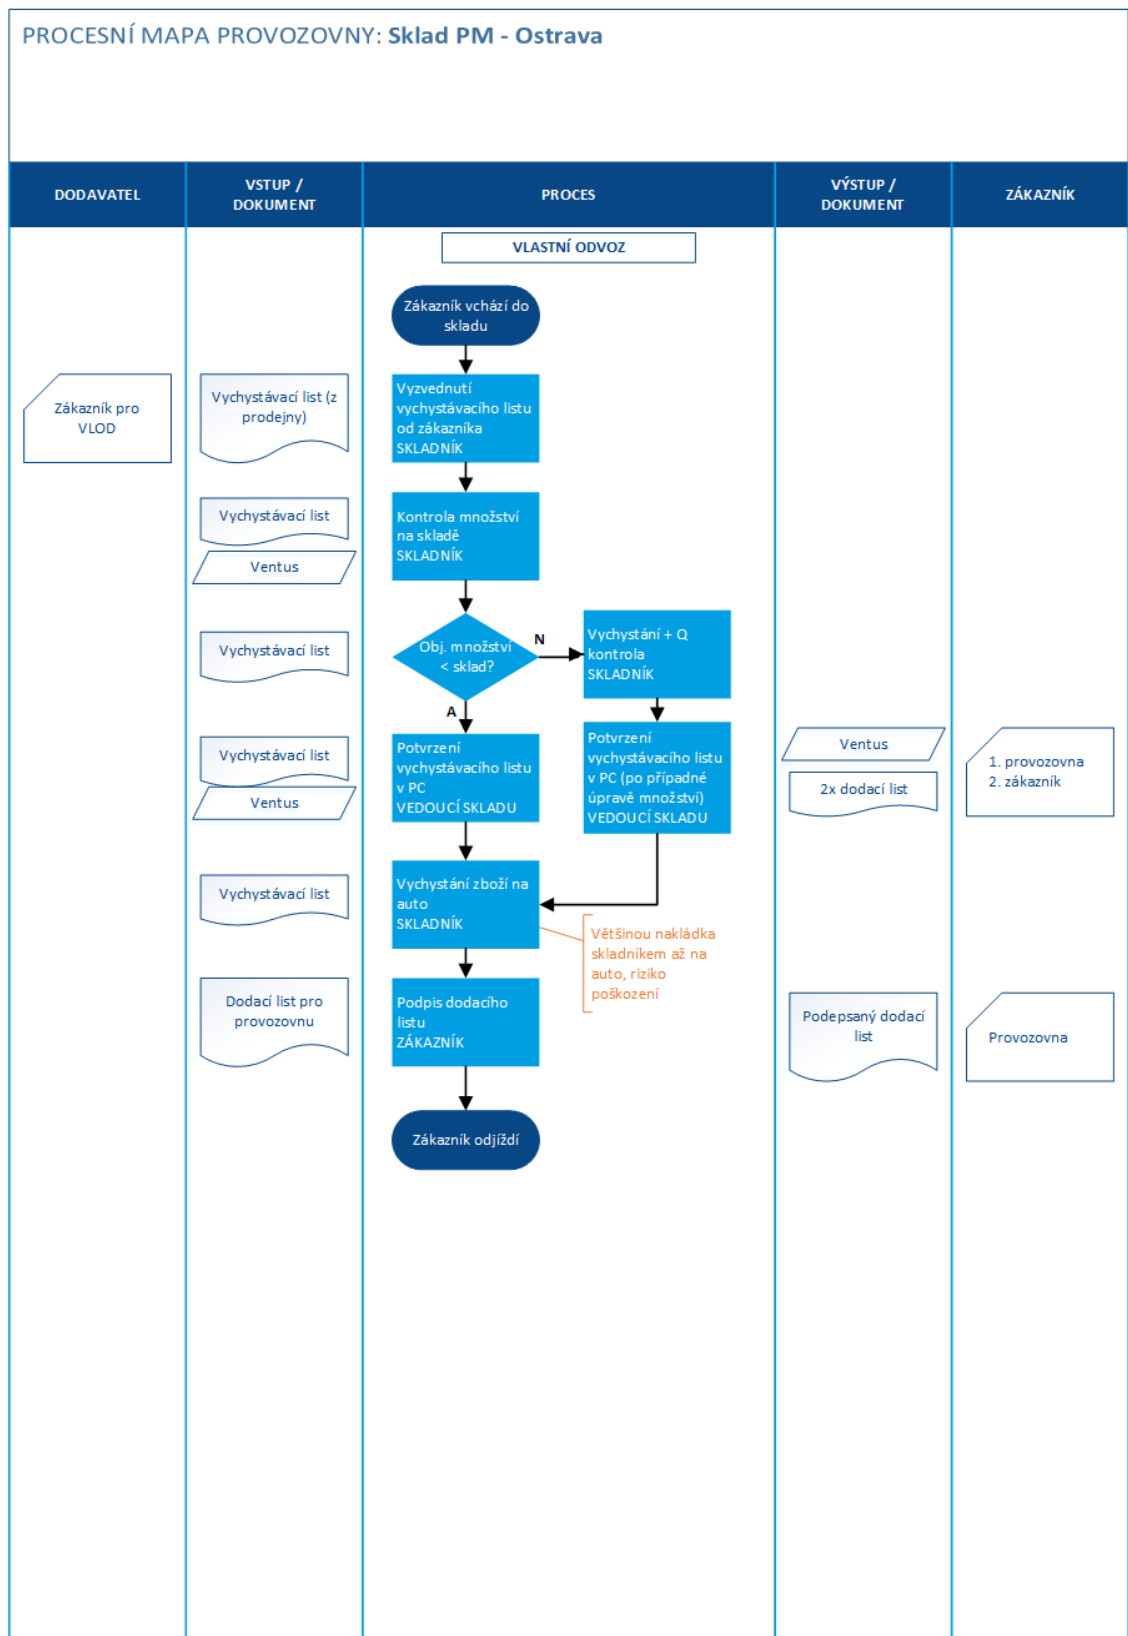 PROCESNÍ MAPA PROVOZOVNY: Sklad PM - Ostrava
DODAVATEL
VSTUP /
DOKUMENT
PROCES
VÝSTUP /
DOKUMENT
ZÁKAZNÍK
VLASTNÍ ODVOZ
Zákazník vchází do
skladu
Zákazník pro
VLOD
Vychystávací list (z
prodejny)
Vyzvednutí
vychystávacího listu
od zákazníka
SKLADNÍK
Vychystávací list
Ventus
Kontrola množství
na skladě
SKLADNÍK
Vychystávací list
Obj. množství
< sklad?
N
A
Vychystání + Q
kontrola
SKLADNÍK
Vychystávací list
Ventus
Potvrzení
vychystávacího listu
v PC
VEDOUCÍ SKLADU
Potvrzení
vychystávacího listu
v PC (po případné
úpravě množství)
VEDOUCÍ SKLADU
Ventus
2x dodací list
1. provozovna
2. zákazník
Vychystávací list
Vychystání zboží na
auto
SKLADNÍK
Většinou nakládka
skladníkem až na
auto, riziko
poškození
Dodací list pro
provozovnu
Podpis dodacího
listu
ZÁKAZNÍK
Podepsaný dodací
list
Provozovna
Zákazník odjíždí